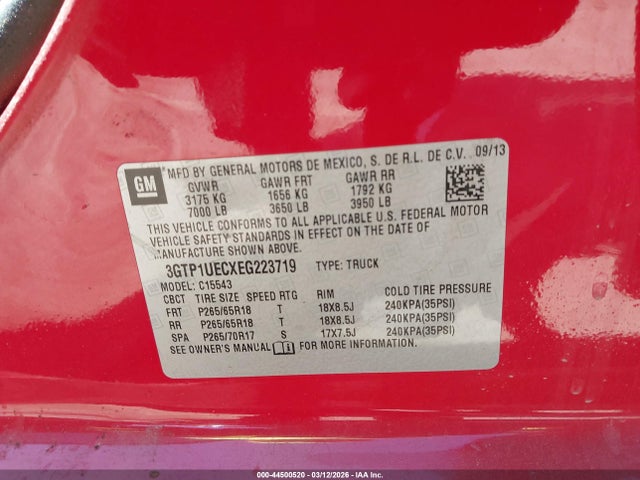 GM
MFD BY GENERAL MOTORS DE MEXICO, S. DE R.L. DE C.V. 09/13
GVWR GAWR FRT GAWR RR
3175 KG 1656 KG 1792 KG
7000 LB 3650 LB 3950 LB
THIS VEHICLE CONFORMS TO ALL APPLICABLE U.S. FEDERAL MOTOR
VEHICLE SAFETY STANDARDS IN EFFECT ON THE DATE OF
MANUFACTURE SHOWN ABOVE.
3GTP1UECXEG223719 TYPE: TRUCK
MODEL: C15543
CBCT TIRE SIZE SPEED RTG RIM COLD TIRE PRESSURE
FRT P265/65R18 T 18X8.5J 240KPA(35PSI)
RR P265/65R18 T 18X8.5J 240KPA(35PSI)
SPA P265/70R17 S 17X7.5J 240KPA(35PSI)
SEE OWNER'S MANUAL FOR ADDITIONAL INFORMATION.
000-44500520 - 03/12/2026 - IAA Inc.